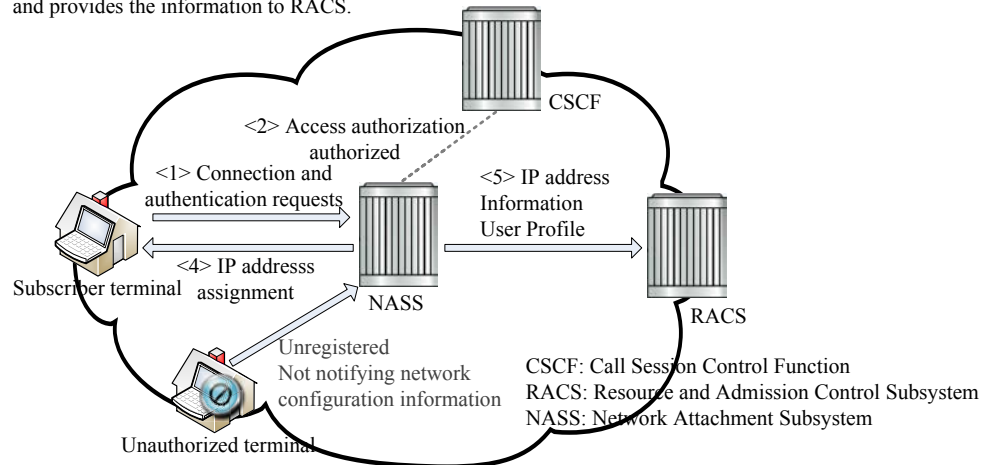 and provides the information to RACS.
CSCF
<2> Access authorization
authorized
<1> Connection and
authentication requests
<5> IP address
Information
User Profile
<4> IP addresss
assignment
Subscriber terminal
NASS
RACS
Unregistered
Not notifying network
configuration information
CSCF: Call Session Control Function
RACS: Resource and Admission Control Subsystem
NASS: Network Attachment Subsystem
Unauthorized terminal